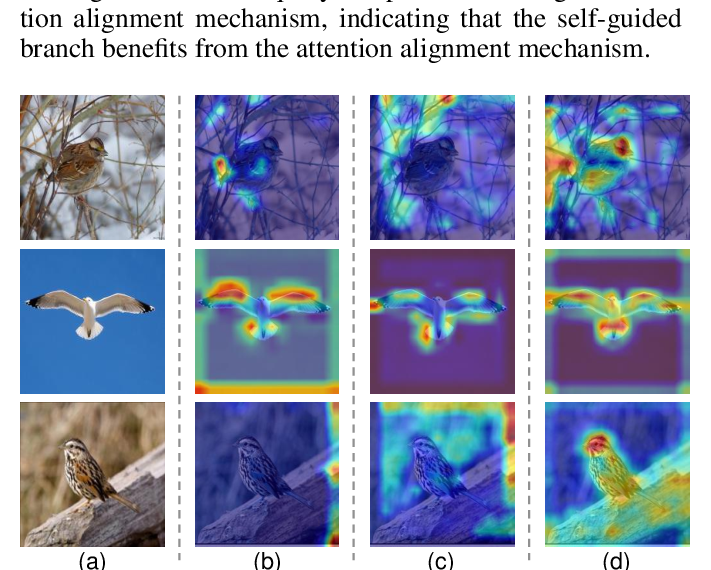 tion alignment mechanism, indicating that the self-guided
branch benefits from the attention alignment mechanism.
(a) (b) (c) (d)